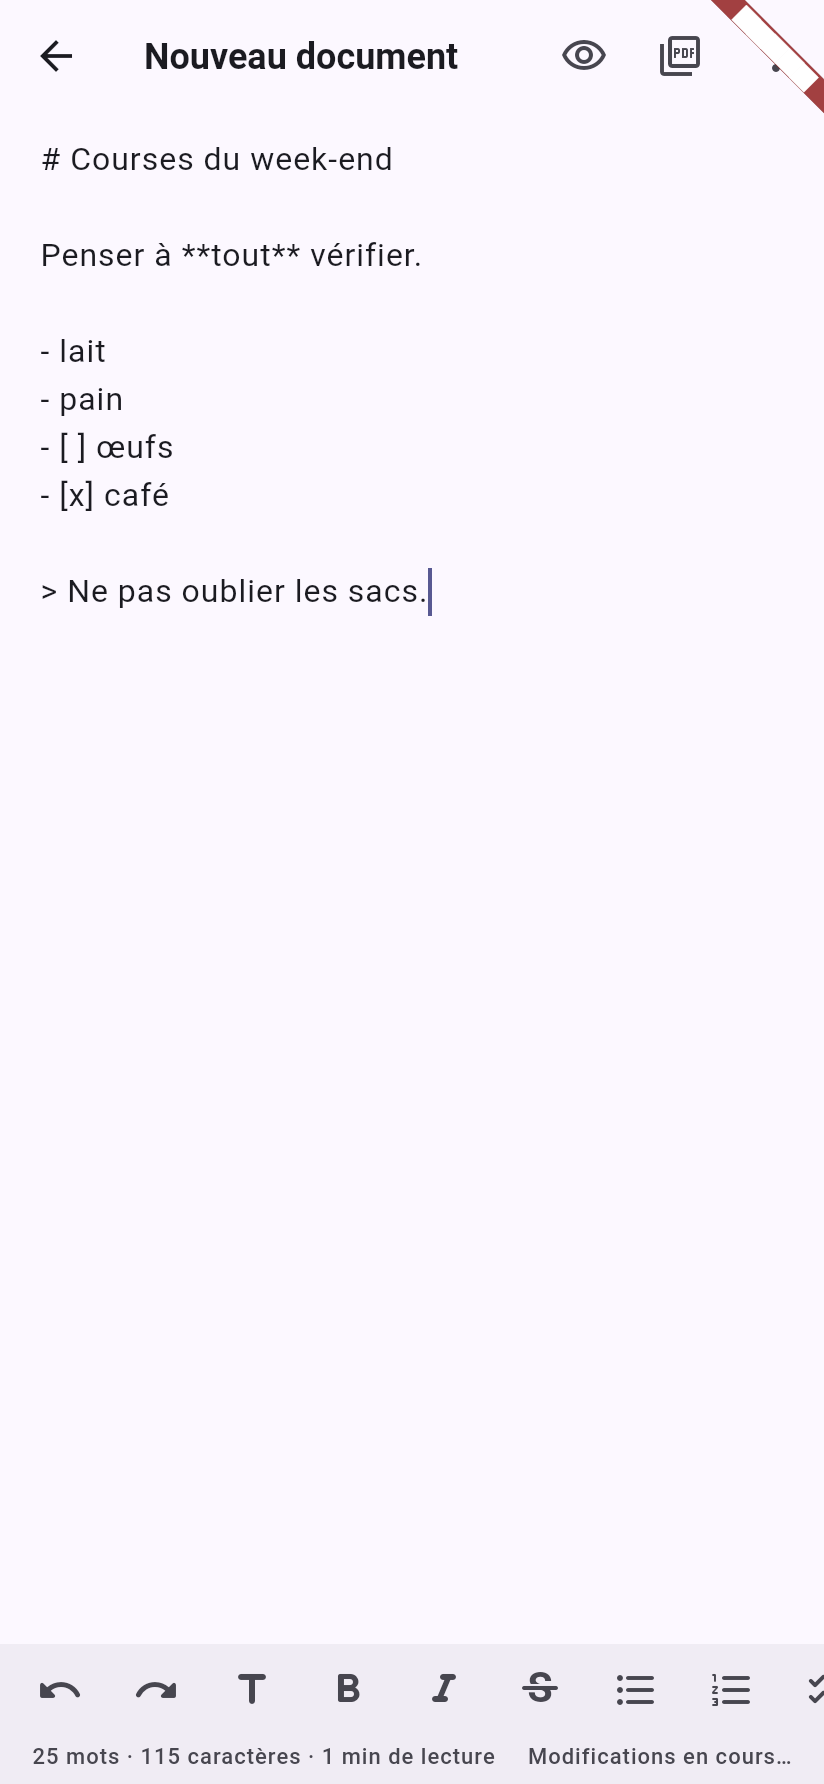 Nouveau document
PDF
# Courses du week-end
Penser à **tout** vérifier.
- lait
- pain
- [ ] œufs
- [x] café
> Ne pas oublier les sacs.
T B I S
25 mots · 115 caractères · 1 min de lecture Modifications en cours…